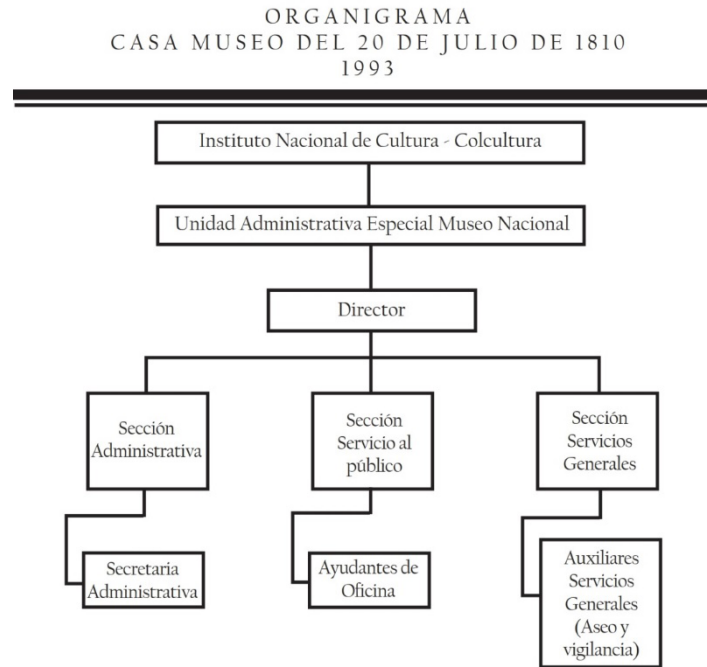 ORGANIGRAMA
CASA MUSEO DEL 20 DE JULIO DE 1810
1993
Instituto Nacional de Cultura - Colcultura
Unidad Administrativa Especial Museo Nacional
Director
Sección
Administrativa
Sección
Servicio al
público
Sección
Servicios
Generales
Secretaria
Administrativa
Ayudantes de
Oficina
Auxiliares
Servicios
Generales
(Aseo y
vigilancia)